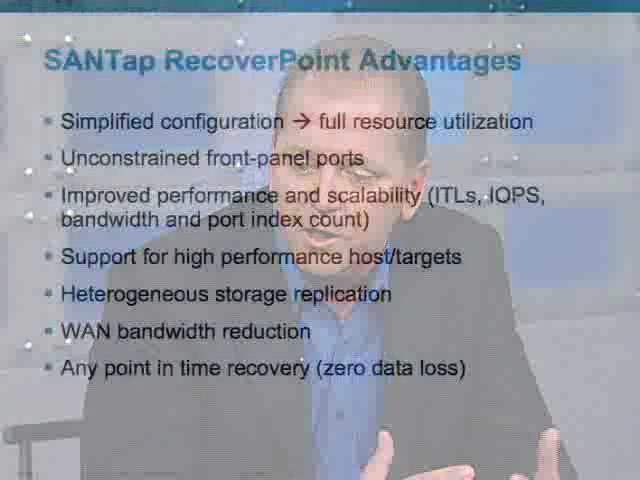 SANTap RecoverPoint Advantages
▪ Simplified configuration → full resource utilization
▪ Unconstrained front-panel ports
▪ Improved performance and scalability (ITLs, IOPS,
bandwidth and port index count)
▪ Support for high performance host/targets
▪ Heterogeneous storage replication
▪ WAN bandwidth reduction
▪ Any point in time recovery (zero data loss)